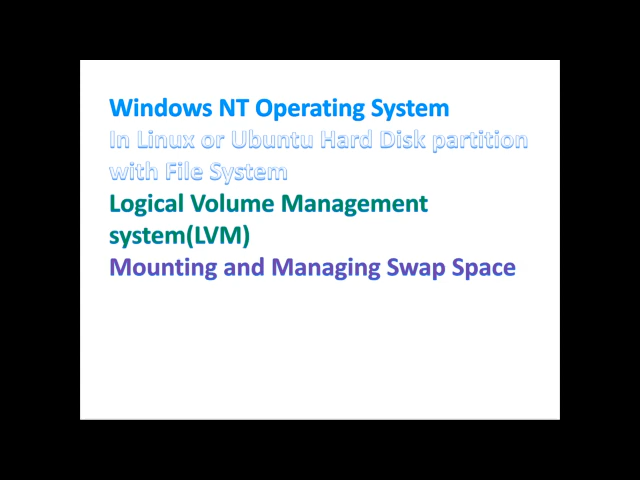 Windows NT Operating System
In Linux or Ubuntu Hard Disk partition
with File System
Logical Volume Management
system(LVM)
Mounting and Managing Swap Space